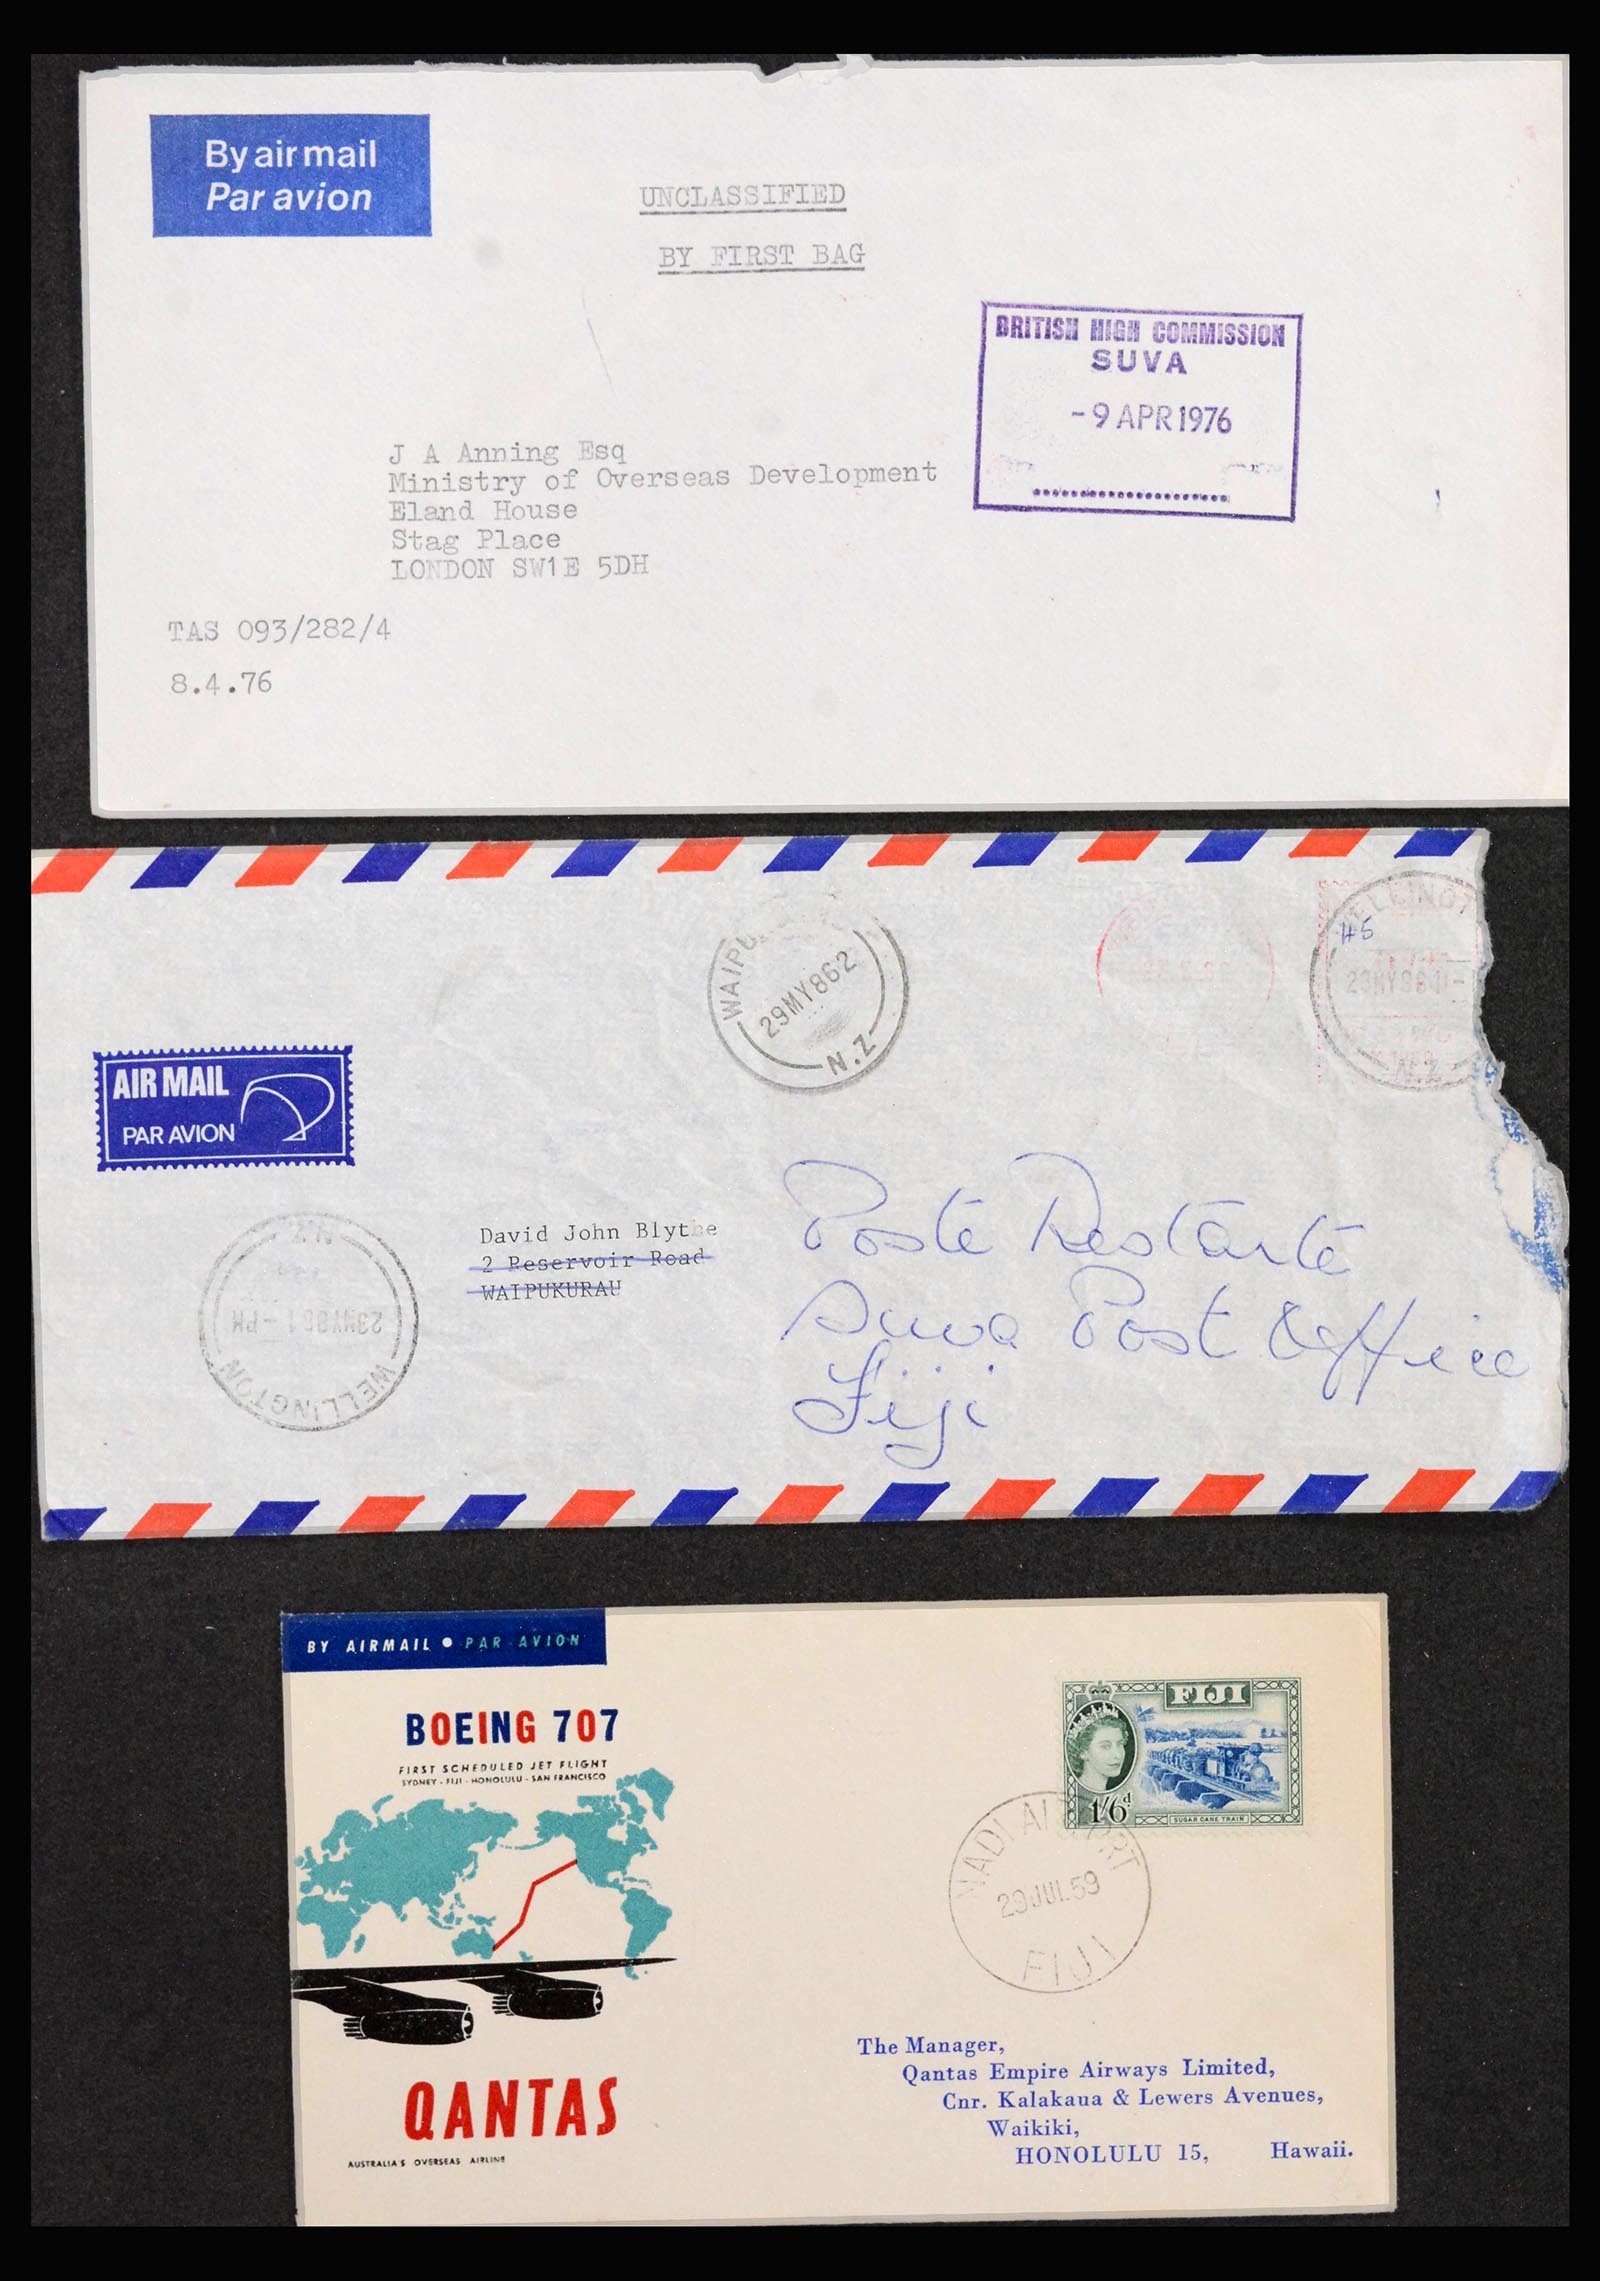 By air mail
Par avion
UNCLASSIFIED
BY FIRST BAG
BRITISH HIGH COMMISSION
SUVA
-9 APR 1976
J A Anning Esq
Ministry of Overseas Development
Eland House
Stag Place
LONDON SW1E 5DH
TAS 093/282/4
8.4.76
N.Z
29MY862
45
N.Z
AIR MAIL
PAR AVION
David John Blythe
2 Reservoir Road
WAIPUKURAU
Poste Restante
Suva Post Office
Fiji
N.Z.
23MY861-PM
WELLINGTON
BY AIRMAIL • PAR AVION
BOEING 707
FIRST SCHEDULED JET FLIGHT
SYDNEY - FIJI - HONOLULU - SAN FRANCISCO
FIJI
1/6d
SUGAR CANE TRAIN
NADI AIRPORT
29 JUL 59
FIJI
The Manager,
Qantas Empire Airways Limited,
Cnr. Kalakaua & Lewers Avenues,
Waikiki,
HONOLULU 15, Hawaii.
QANTAS
AUSTRALIA'S OVERSEAS AIRLINE